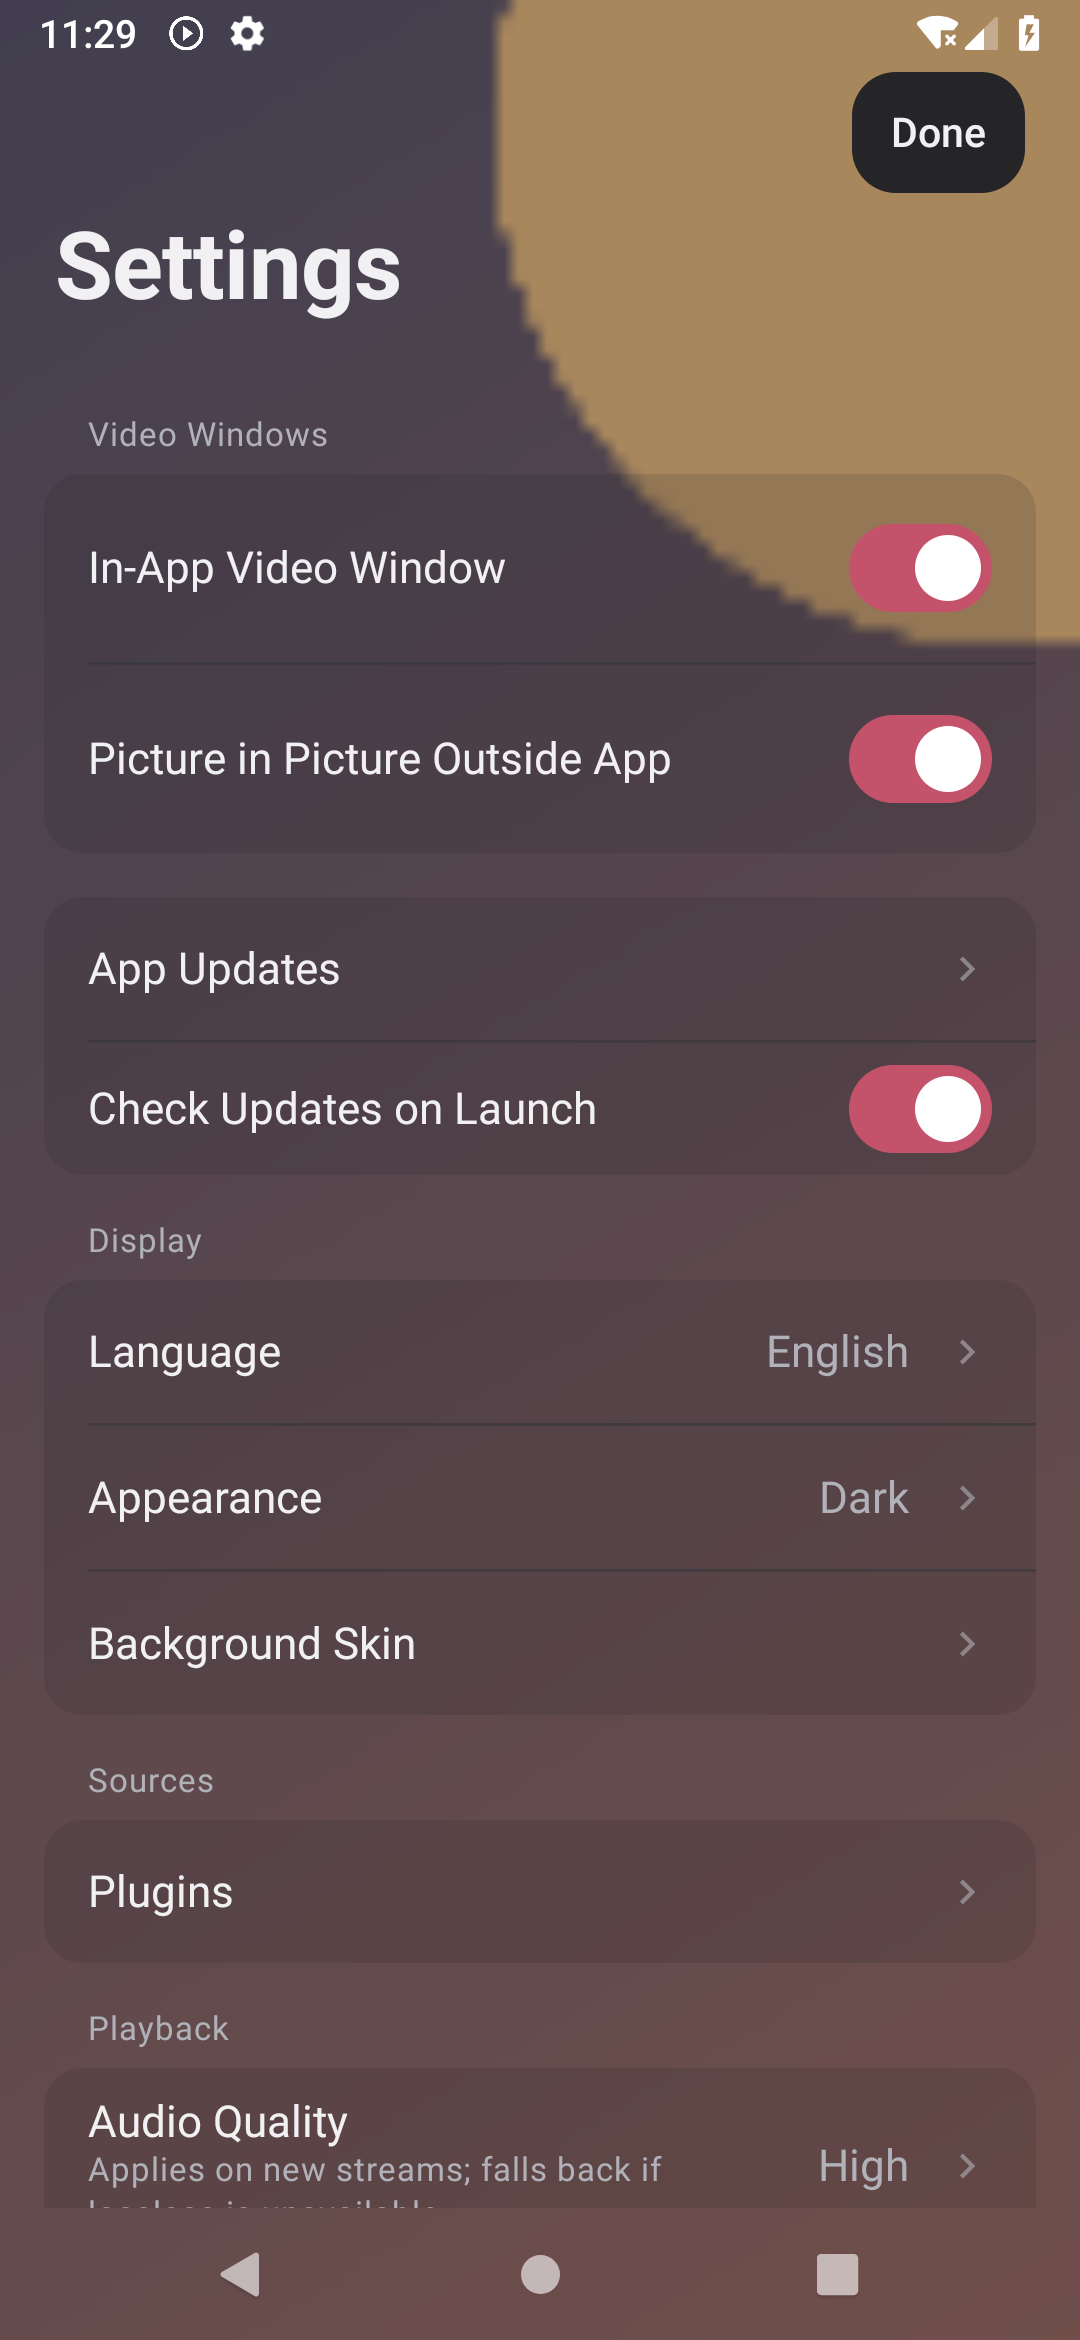 11:29
Done
Settings
Video Windows
In-App Video Window
Picture in Picture Outside App
App Updates
Check Updates on Launch
Display
Language English
Appearance Dark
Background Skin
Sources
Plugins
Playback
Audio Quality
Applies on new streams; falls back if
High